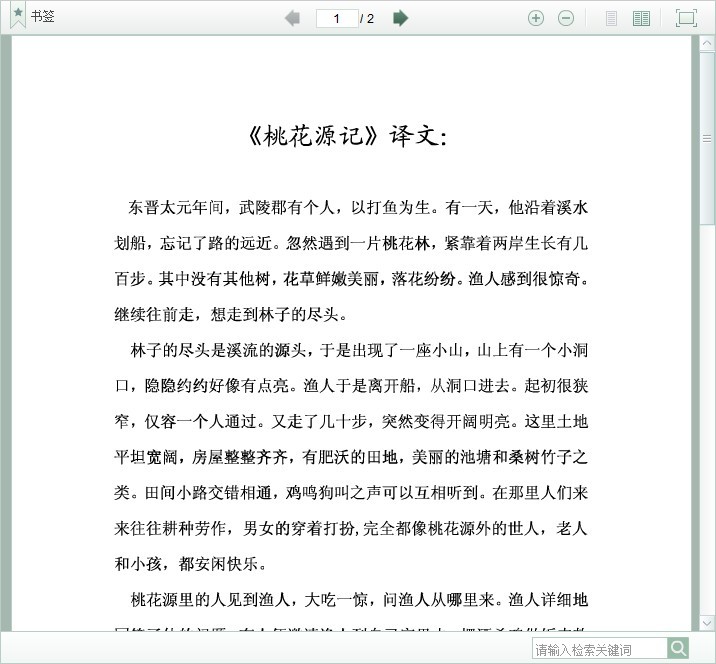 书签
1 / 2
《桃花源记》译文:
东晋太元年间，武陵郡有个人，以打鱼为生。有一天，他沿着溪水
划船，忘记了路的远近。忽然遇到一片桃花林，紧靠着两岸生长有几
百步。其中没有其他树，花草鲜嫩美丽，落花纷纷。渔人感到很惊奇。
继续往前走，想走到林子的尽头。
林子的尽头是溪流的源头，于是出现了一座小山，山上有一个小洞
口，隐隐约约好像有点亮。渔人于是离开船，从洞口进去。起初很狭
窄，仅容一个人通过。又走了几十步，突然变得开阔明亮。这里土地
平坦宽阔，房屋整整齐齐，有肥沃的田地，美丽的池塘和桑树竹子之
类。田间小路交错相通，鸡鸣狗叫之声可以互相听到。在那里人们来
来往往耕种劳作，男女的穿着打扮,完全都像桃花源外的世人，老人
和小孩，都安闲快乐。
桃花源里的人见到渔人，大吃一惊，问渔人从哪里来。渔人详细地
请输入检索关键词